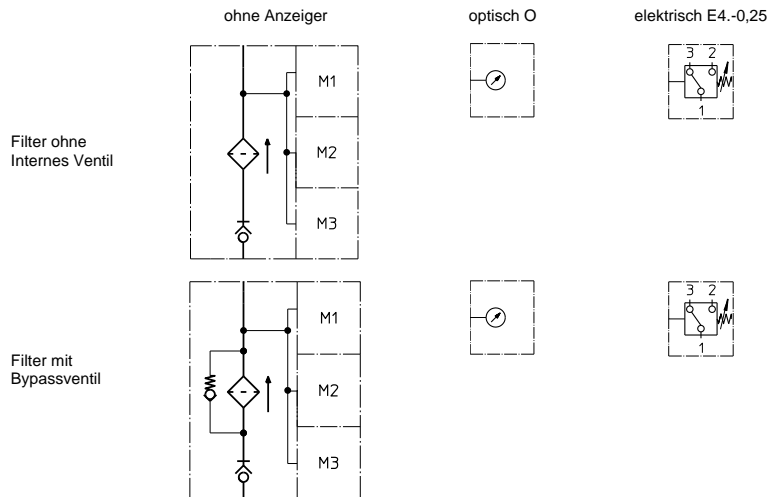 ohne Anzeiger
optisch O
elektrisch E4.-0,25
Filter ohne
Internes Ventil
M1
M2
M3
3 2
1
Filter mit
Bypassventil
M1
M2
M3
3 2
1